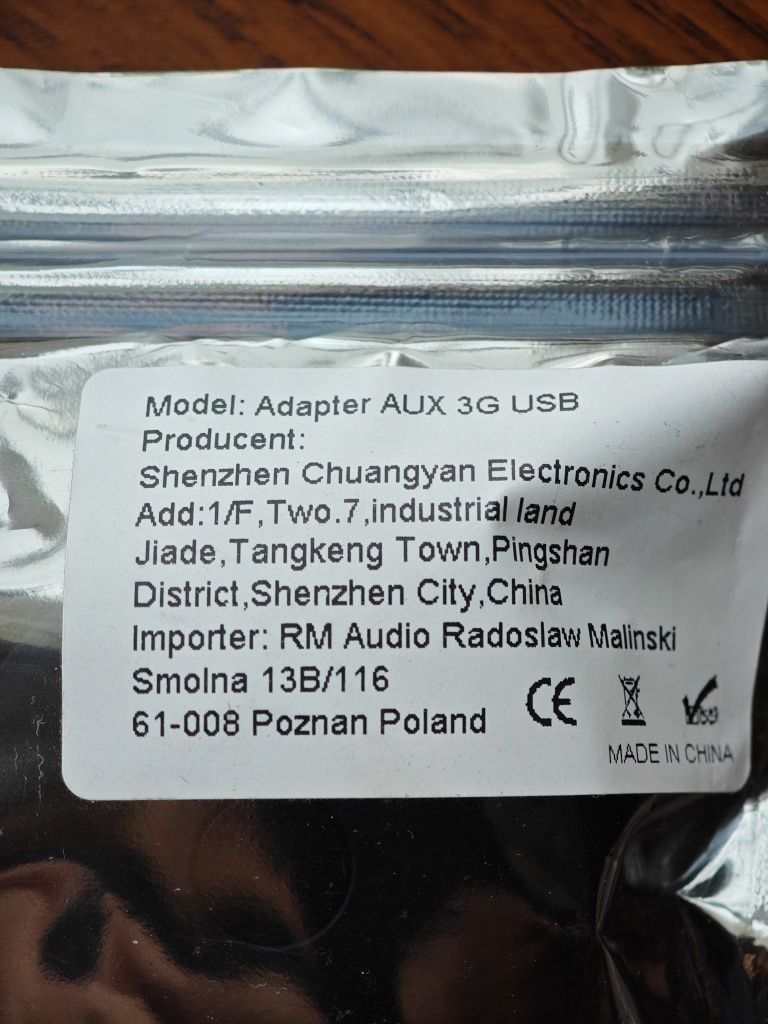 Model: Adapter AUX 3G USB
Producent:
Shenzhen Chuangyan Electronics Co.,Ltd
Add:1/F,Two.7,industrial land
Jiade,Tangkeng Town,Pingshan
District,Shenzhen City,China
Importer: RM Audio Radoslaw Malinski
Smolna 13B/116
61-008 Poznan Poland
CE
MADE IN CHINA